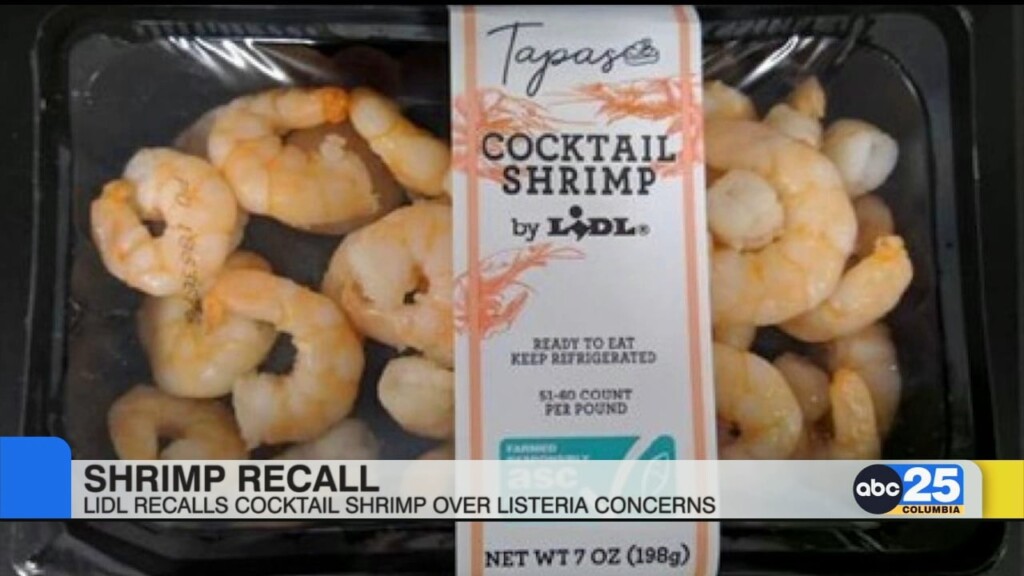 Tapas
COCKTAIL
SHRIMP
by LIDL®
READY TO EAT
KEEP REFRIGERATED
51-60 COUNT
PER POUND
FARMED
RESPONSIBLY
asc
SHRIMP RECALL
LIDL RECALLS COCKTAIL SHRIMP OVER LISTERIA CONCERNS
abc 25
COLUMBIA
NET WT 7 OZ (198g)